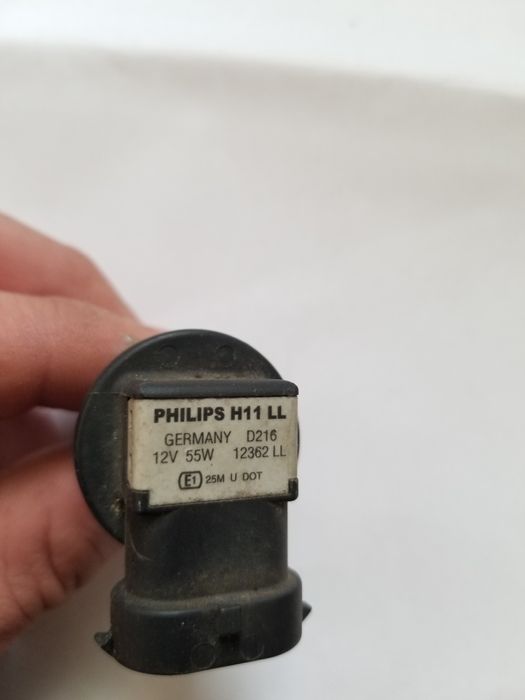 PHILIPS H11 LL
GERMANY D216
12V 55W 12362 LL
E1 25M U DOT